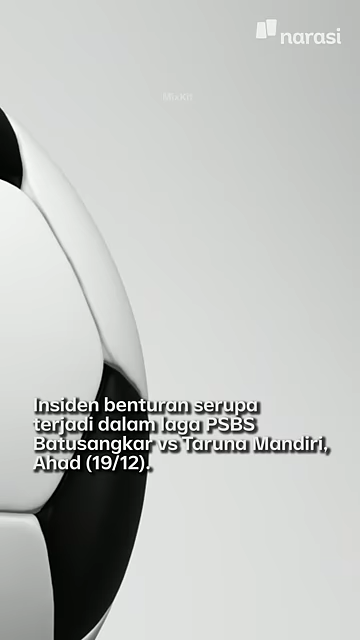 narasi
Insiden benturan serupa
terjadi dalam laga PSBS
Batusangkar vs Taruna Mandiri,
Ahad (19/12).